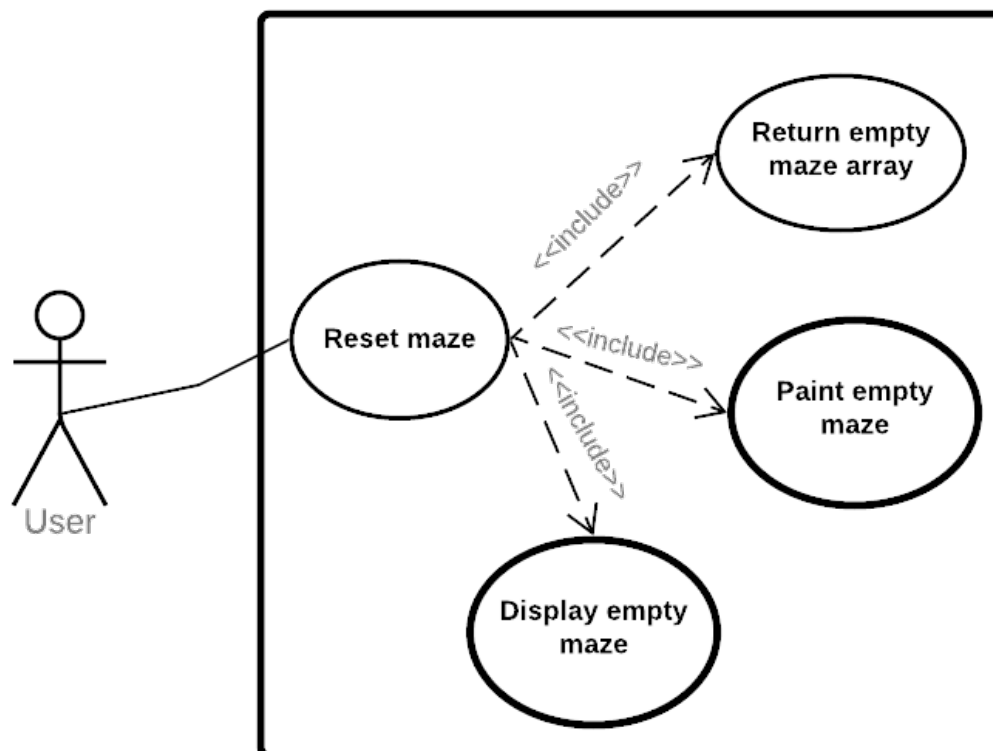 Return empty
maze array
<<include>>
Reset maze
<<include>>
Paint empty
maze
<<include>>
User
Display empty
maze